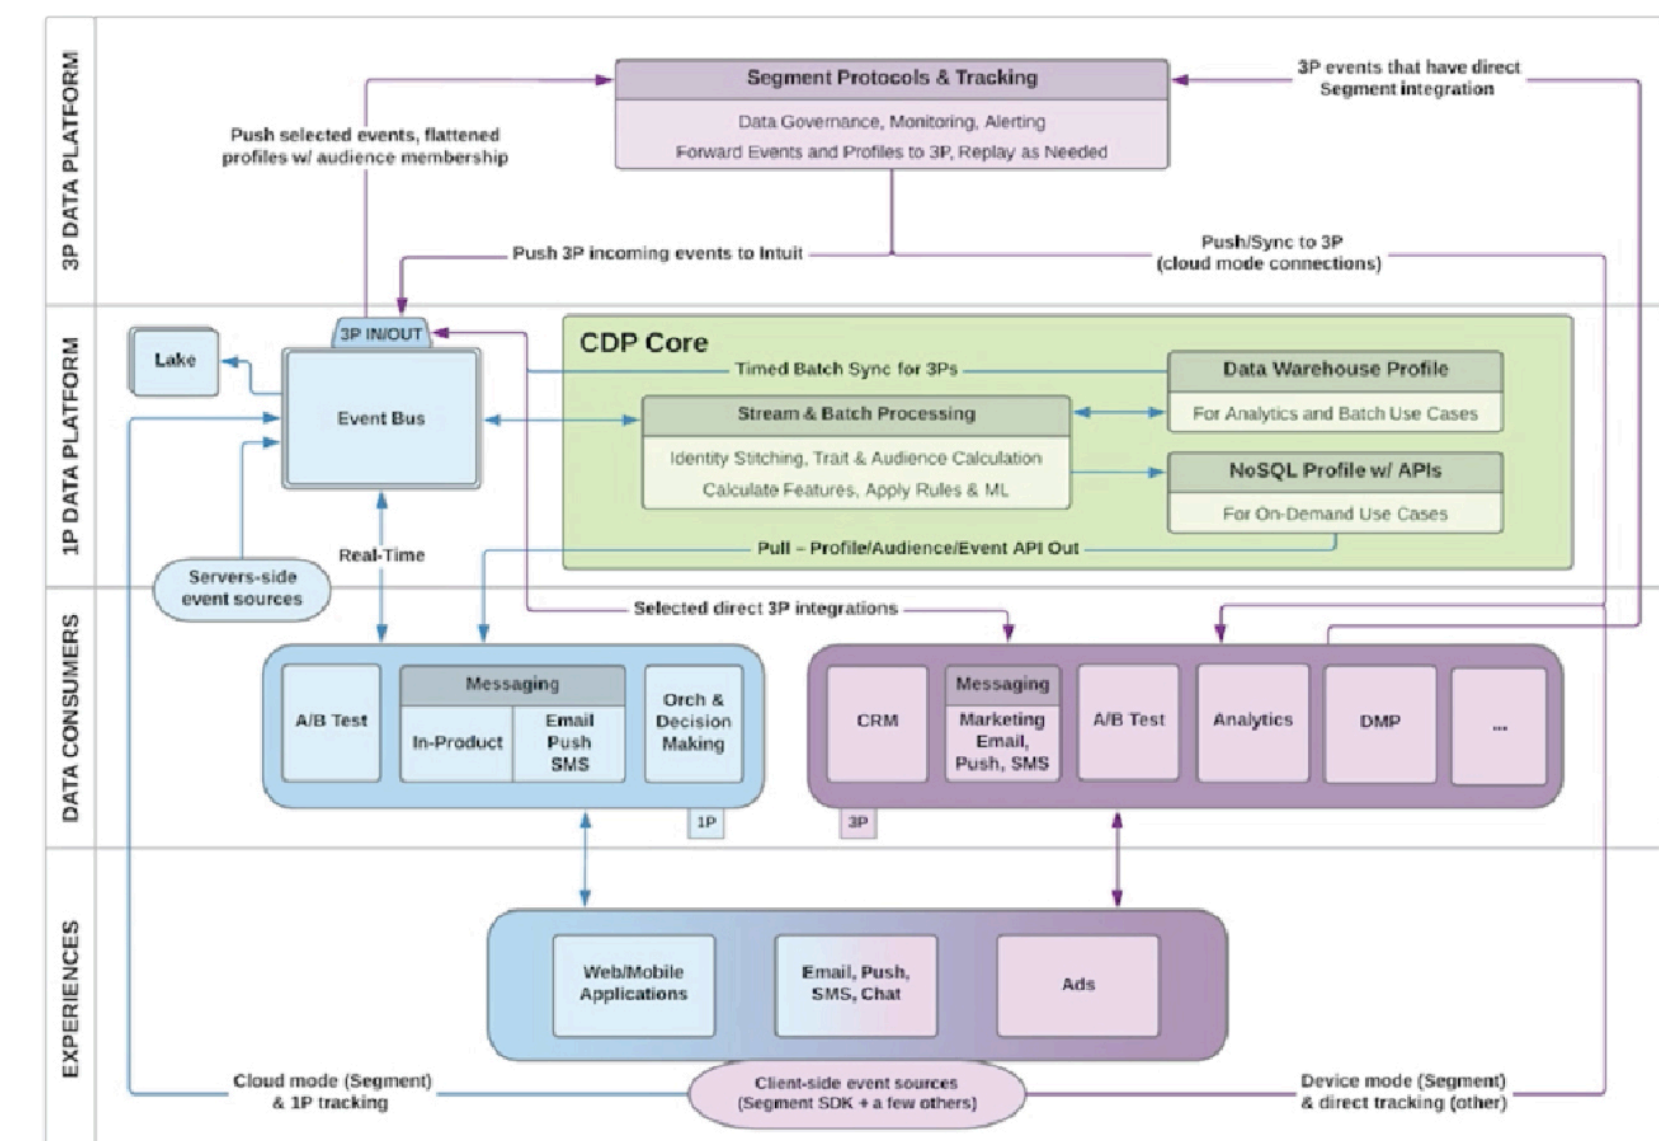 3P DATA PLATFORM
Segment Protocols & Tracking
Data Governance, Monitoring, Alerting
Forward Events and Profiles to 3P, Replay as Needed
3P events that have direct
Segment integration
Push selected events, flattened
profiles w/ audience membership
Push 3P incoming events to Intuit
Push/Sync to 3P
(cloud mode connections)
1P DATA PLATFORM
Lake
3P IN/OUT
Event Bus
Servers-side
event sources
Real-Time
CDP Core
Timed Batch Sync for 3Ps
Stream & Batch Processing
Identity Stitching, Trait & Audience Calculation
Calculate Features, Apply Rules & ML
Data Warehouse Profile
For Analytics and Batch Use Cases
NoSQL Profile w/ APIs
For On-Demand Use Cases
Pull – Profile/Audience/Event API Out
DATA CONSUMERS
Selected direct 3P integrations
A/B Test
Messaging
In-Product
Email
Push
SMS
Orch &
Decision
Making
1P
CRM
Messaging
Marketing
Email,
Push, SMS
A/B Test
Analytics
DMP
...
3P
EXPERIENCES
Web/Mobile
Applications
Email, Push,
SMS, Chat
Ads
Cloud mode (Segment)
& 1P tracking
Client-side event sources
(Segment SDK + a few others)
Device mode (Segment)
& direct tracking (other)